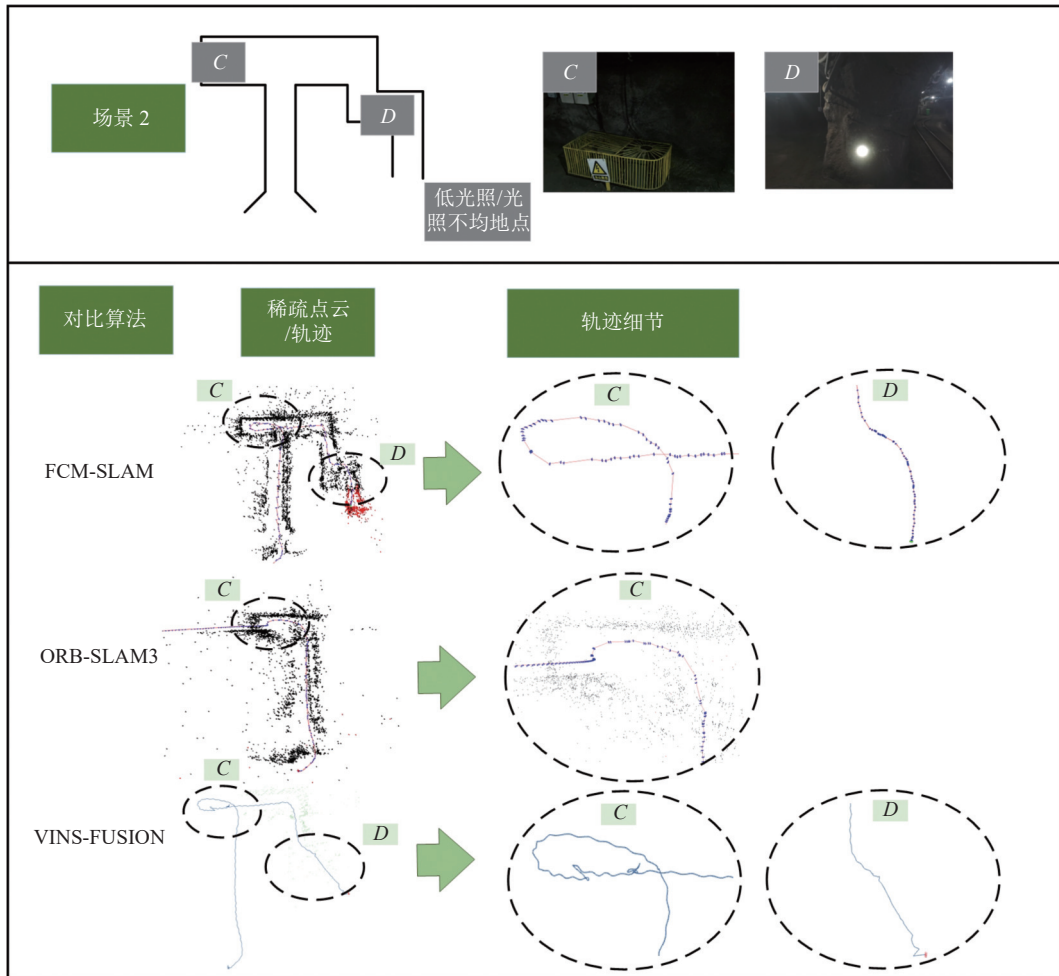 C
C
D
场景 2
D
低光照/光
照不均地点
对比算法
稀疏点云
/轨迹
轨迹细节
C
C
D
D
FCM-SLAM
C
C
ORB-SLAM3
C
C
D
D
VINS-FUSION